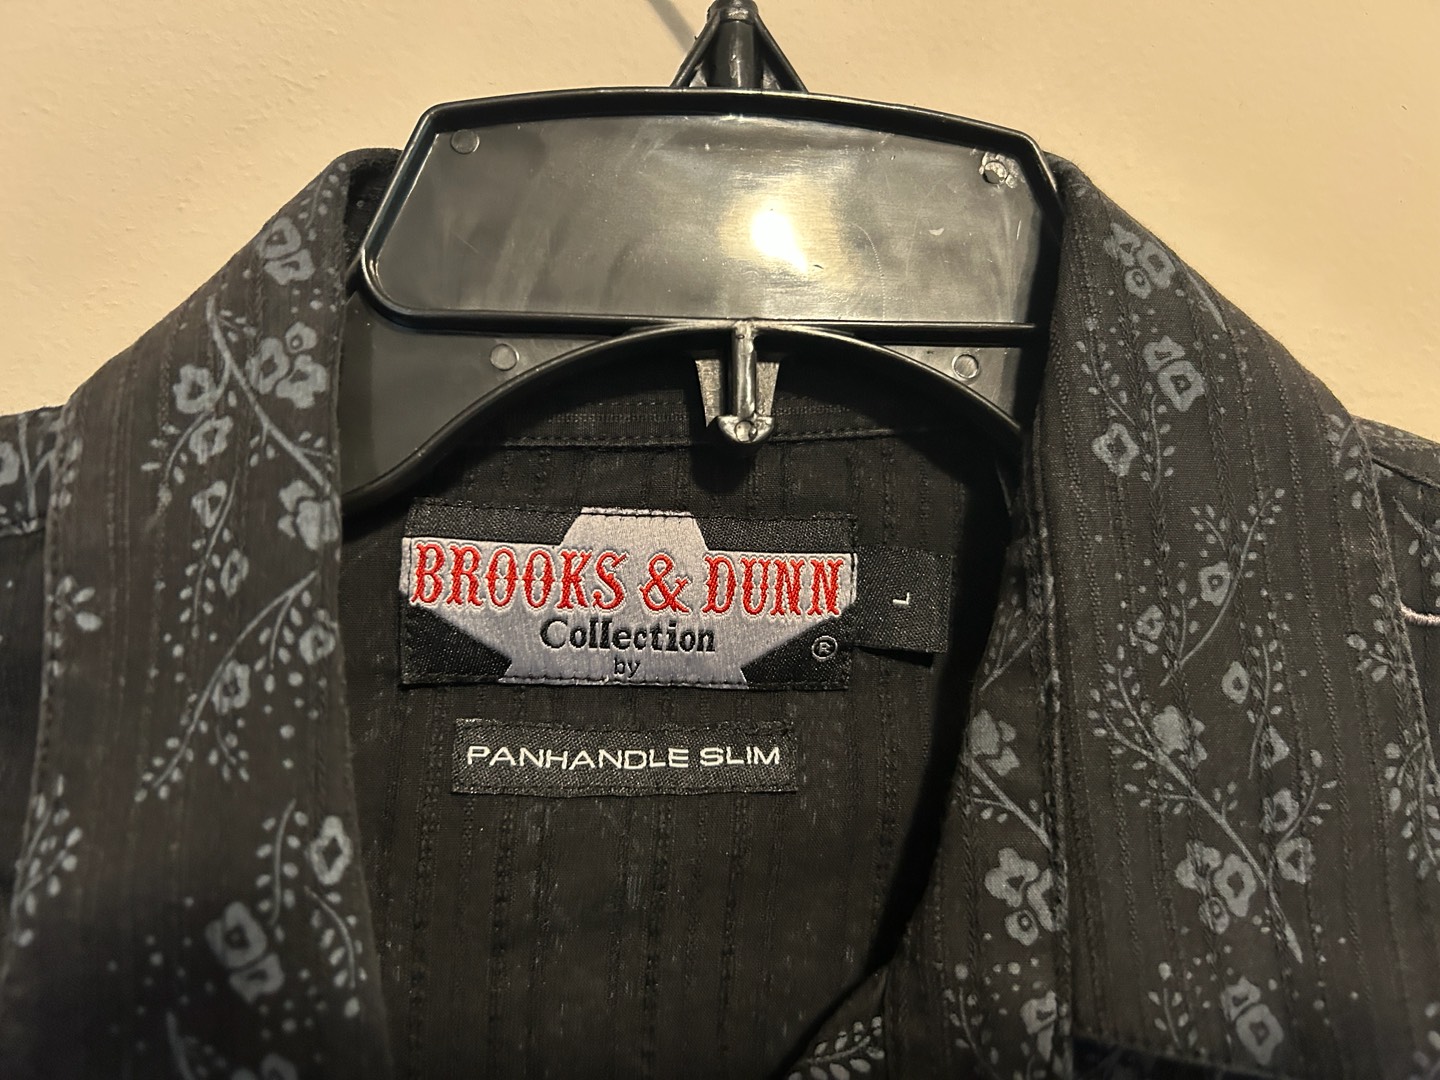 BROOKS & DUNN
Collection
by
®
L
PANHANDLE SLIM